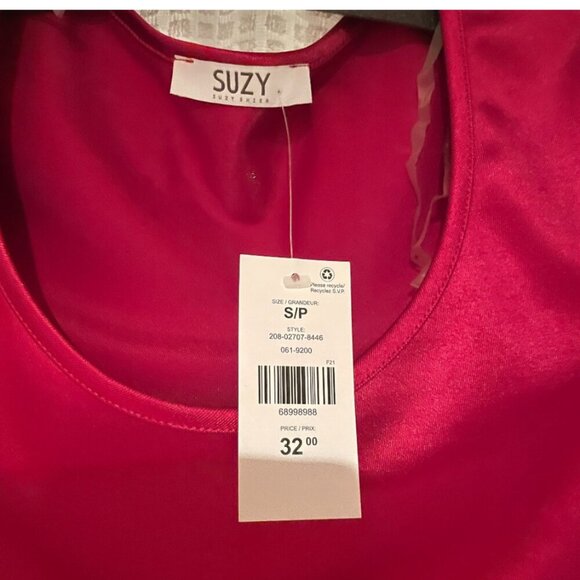 SUZY
SUZY SHIER
Please recycle/
Recyclez S.V.P.
SIZE / GRANDEUR:
S/P
STYLE:
208-02707-8446
061-9200
F21
68998988
PRICE / PRIX:
32 00